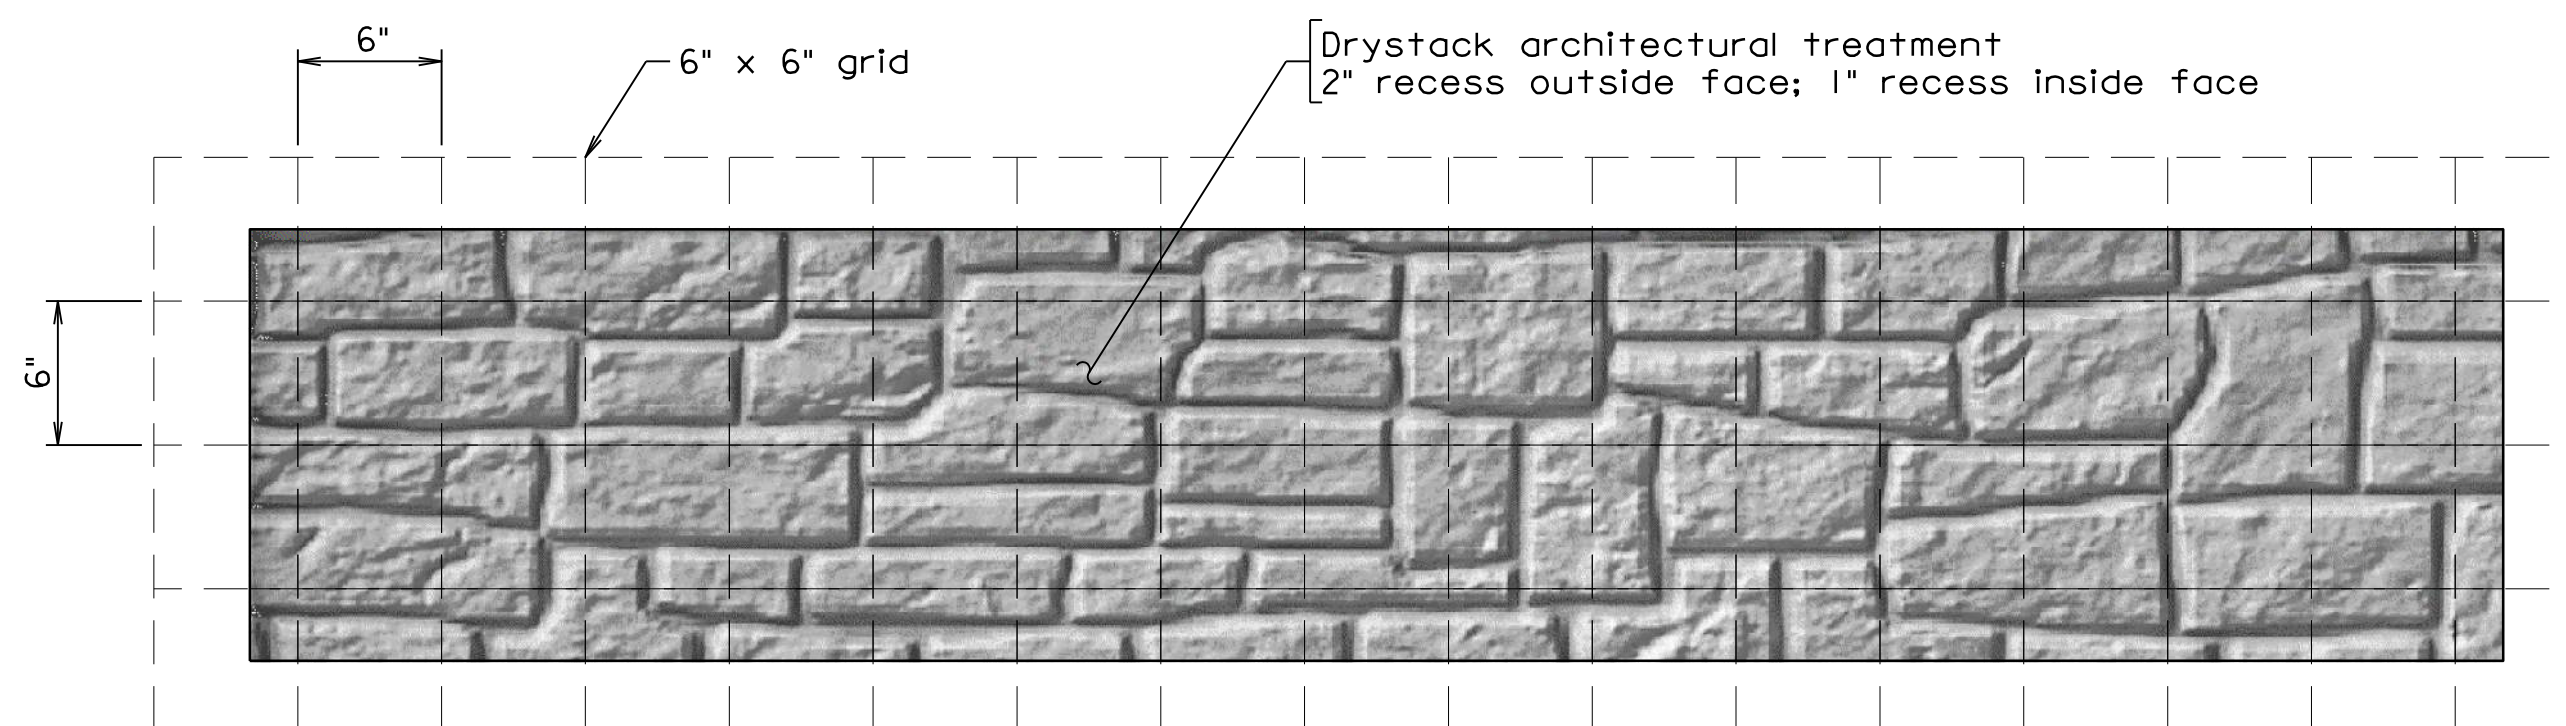 6"
6" x 6" grid
Drystack architectural treatment
2" recess outside face; 1" recess inside face
6"